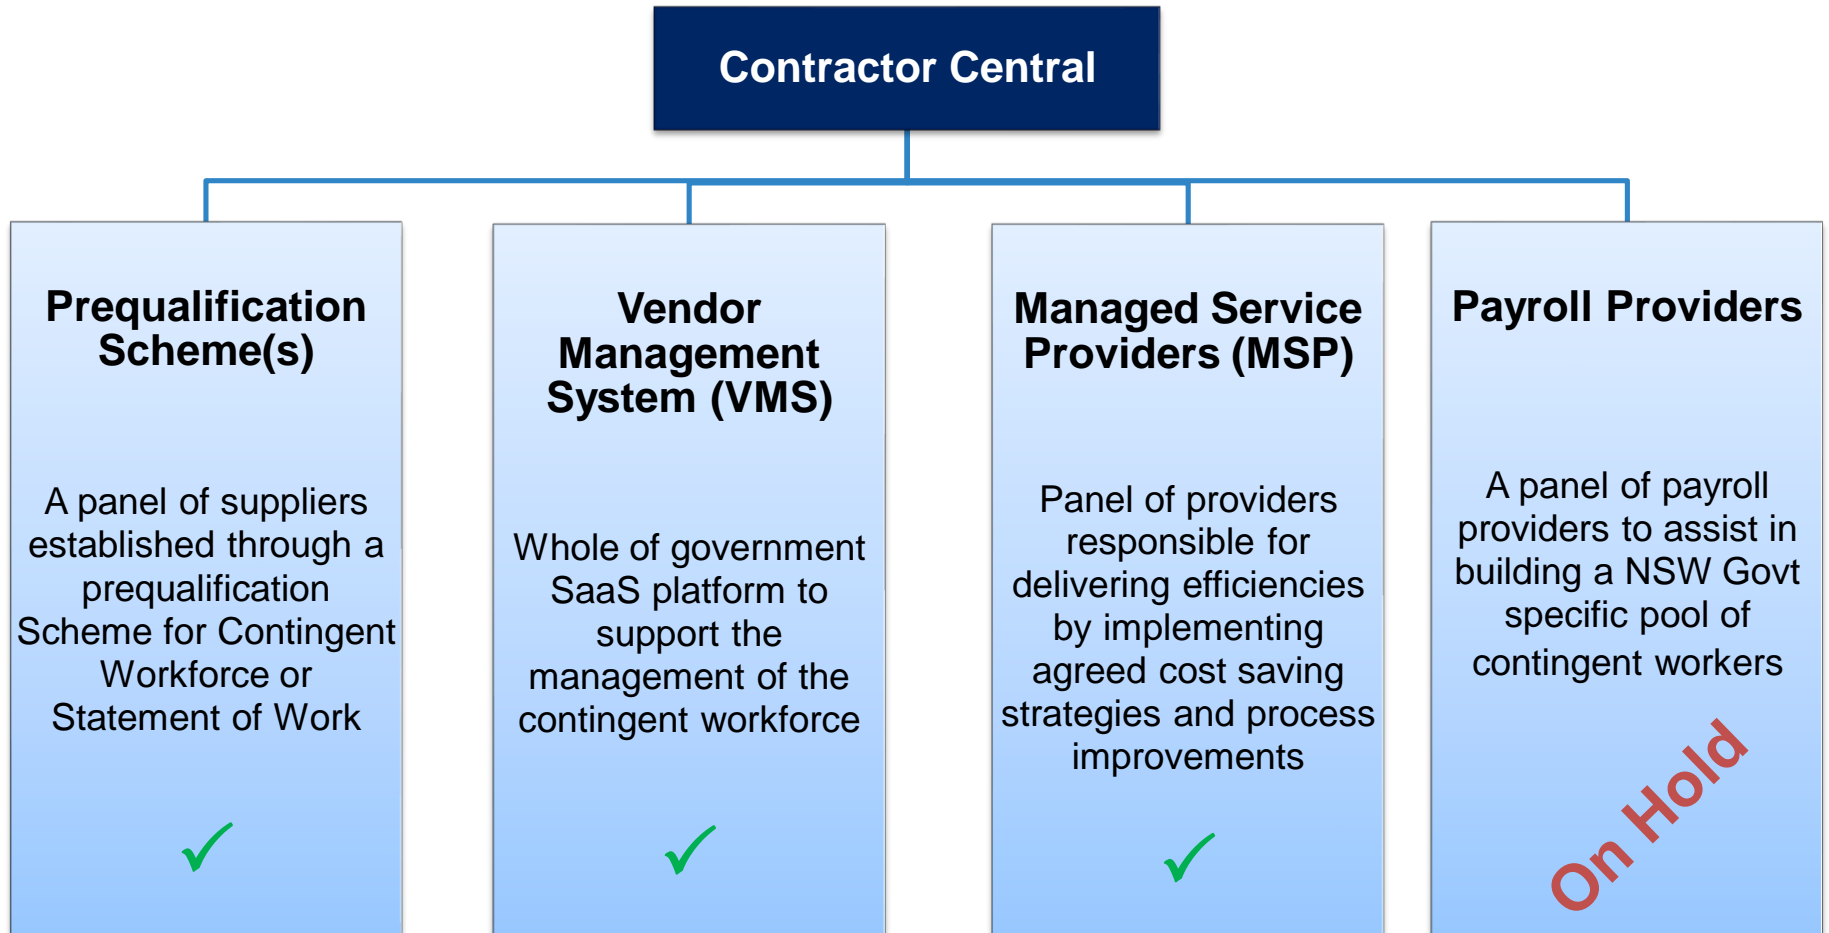 Contractor Central
Prequalification
Scheme(s)
A panel of suppliers
established through a
prequalification
Scheme for Contingent
Workforce or
Statement of Work
Vendor
Management
System (VMS)
Whole of government
SaaS platform to
support the
management of the
contingent workforce
Managed Service
Providers (MSP)
Panel of providers
responsible for
delivering efficiencies
by implementing
agreed cost saving
strategies and process
improvements
Payroll Providers
A panel of payroll
providers to assist in
building a NSW Govt
specific pool of
contingent workers
On Hold